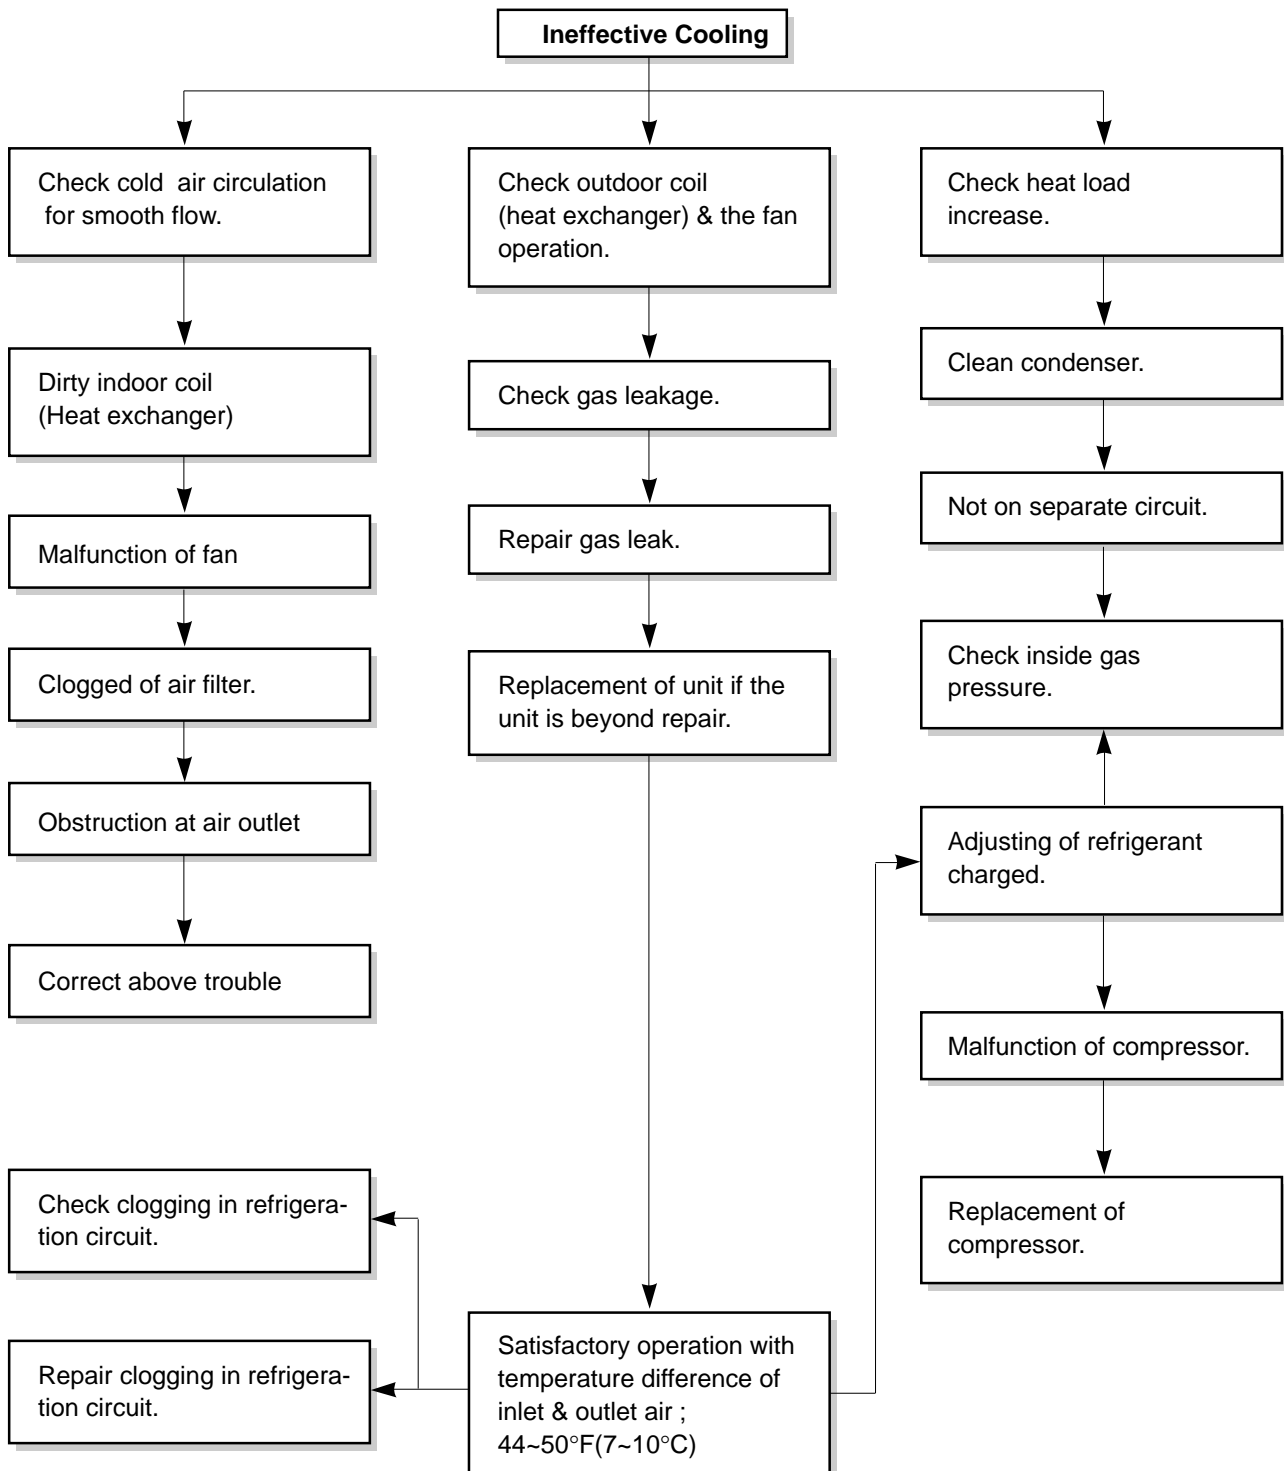 Ineffective Cooling
Check cold air circulation
for smooth flow.
Dirty indoor coil
(Heat exchanger)
Malfunction of fan
Clogged of air filter.
Obstruction at air outlet
Correct above trouble
Check clogging in refrigera-
tion circuit.
Repair clogging in refrigera-
tion circuit.
Check outdoor coil
(heat exchanger) & the fan
operation.
Check gas leakage.
Repair gas leak.
Replacement of unit if the
unit is beyond repair.
Satisfactory operation with
temperature difference of
inlet & outlet air ;
44~50°F(7~10°C)
Check heat load
increase.
Clean condenser.
Not on separate circuit.
Check inside gas
pressure.
Adjusting of refrigerant
charged.
Malfunction of compressor.
Replacement of
compressor.